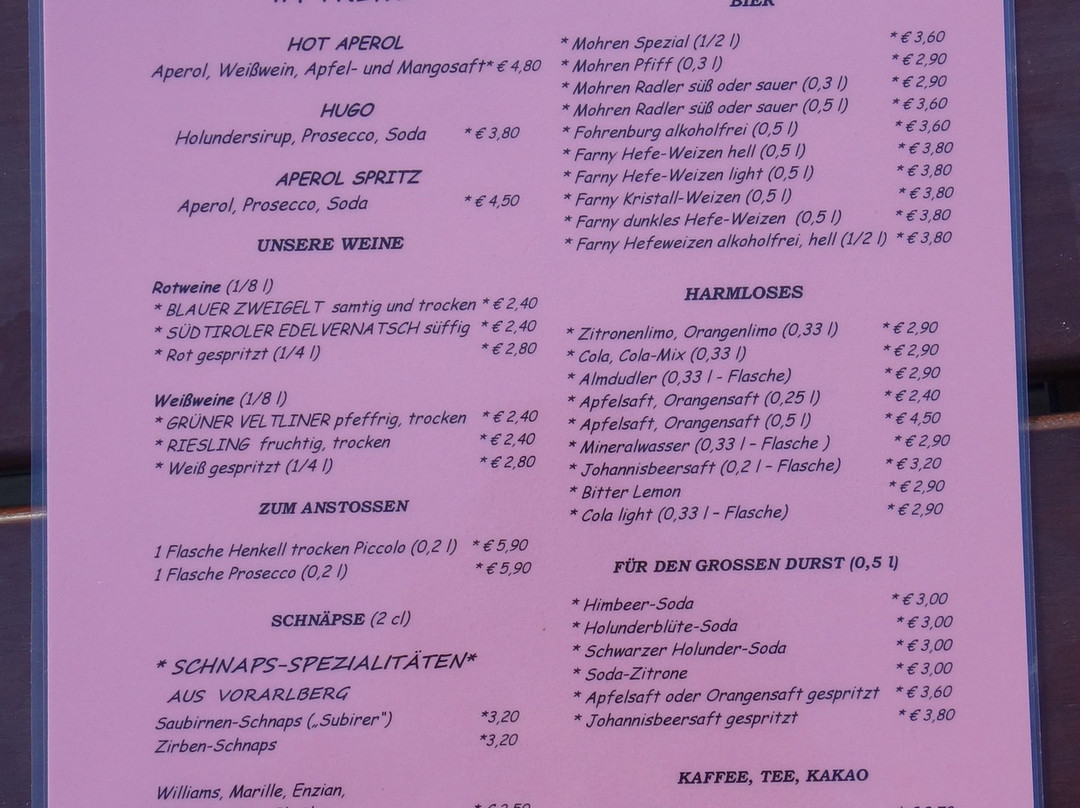 HOT APEROL
Aperol, Weißwein, Apfel- und Mangosaft* € 4,80
HUGO
Holundersirup, Prosecco, Soda * € 3,80
APEROL SPRITZ
Aperol, Prosecco, Soda * € 4,50
UNSERE WEINE
Rotweine (1/8 l)
* BLAUER ZWEIGELT samtig und trocken * € 2,40
* SÜDTIROLER EDELVERNATSCH süffig * € 2,40
* Rot gespritzt (1/4 l) * € 2,80
Weißweine (1/8 l)
* GRÜNER VELTLINER pfeffrig, trocken * € 2,40
* RIESLING fruchtig, trocken * € 2,40
* Weiß gespritzt (1/4 l) * € 2,80
ZUM ANSTOSSEN
1 Flasche Henkell trocken Piccolo (0,2 l) * € 5,90
1 Flasche Prosecco (0,2 l) * € 5,90
SCHNÄPSE (2 cl)
* SCHNAPS-SPEZIALITÄTEN*
AUS VORARLBERG
Saubirnen-Schnaps („Subirer") *3,20
Zirben-Schnaps *3,20
Williams, Marille, Enzian,
BIER
* Mohren Spezial (1/2 l) * € 3,60
* Mohren Pfiff (0,3 l) * € 2,90
* Mohren Radler süß oder sauer (0,3 l) * € 2,90
* Mohren Radler süß oder sauer (0,5 l) * € 3,60
* Fohrenburg alkoholfrei (0,5 l) * € 3,60
* Farny Hefe-Weizen hell (0,5 l) * € 3,80
* Farny Hefe-Weizen light (0,5 l) * € 3,80
* Farny Kristall-Weizen (0,5 l) * € 3,80
* Farny dunkles Hefe-Weizen (0,5 l) * € 3,80
* Farny Hefeweizen alkoholfrei, hell (1/2 l) * € 3,80
HARMLOSES
* Zitronenlimo, Orangenlimo (0,33 l) * € 2,90
* Cola, Cola-Mix (0,33 l) * € 2,90
* Almdudler (0,33 l - Flasche) * € 2,90
* Apfelsaft, Orangensaft (0,25 l) * € 2,40
* Apfelsaft, Orangensaft (0,5 l) * € 4,50
* Mineralwasser (0,33 l – Flasche ) * € 2,90
* Johannisbeersaft (0,2 l – Flasche) * € 3,20
* Bitter Lemon * € 2,90
* Cola light (0,33 l – Flasche) * € 2,90
FÜR DEN GROSSEN DURST (0,5 l)
* Himbeer-Soda * € 3,00
* Holunderblüte-Soda * € 3,00
* Schwarzer Holunder-Soda * € 3,00
* Soda-Zitrone * € 3,00
* Apfelsaft oder Orangensaft gespritzt * € 3,60
* Johannisbeersaft gespritzt * € 3,80
KAFFEE, TEE, KAKAO